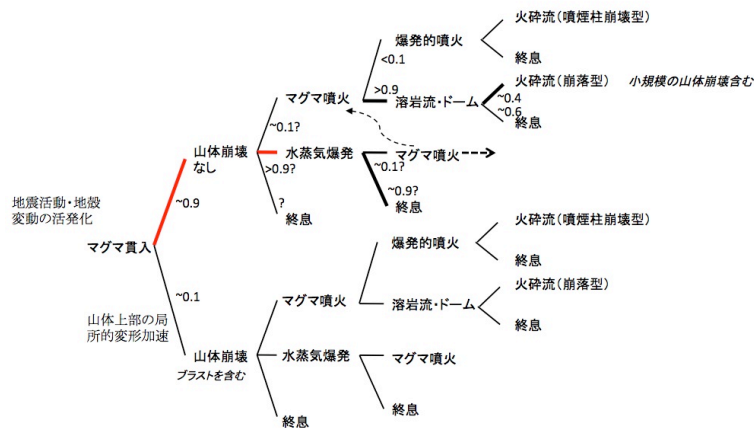 火砕流(噴煙柱崩壊型)
爆発的噴火
<0.1
終息
火砕流(崩落型) 小規模の山体崩壊含む
>0.9
マグマ噴火
溶岩流・ドーム
~0.4
~0.6
終息
~0.1?
山体崩壊
なし
水蒸気爆発
マグマ噴火
>0.9?
~0.1?
~0.9?
地震活動・地殻
変動の活発化
~0.9
?
終息
終息
火砕流(噴煙柱崩壊型)
マグマ貫入
爆発的噴火
終息
火砕流(崩落型)
~0.1
マグマ噴火
溶岩流・ドーム
山体上部の局
所的変形加速
終息
山体崩壊
水蒸気爆発
マグマ噴火
ブラストを含む
終息
終息